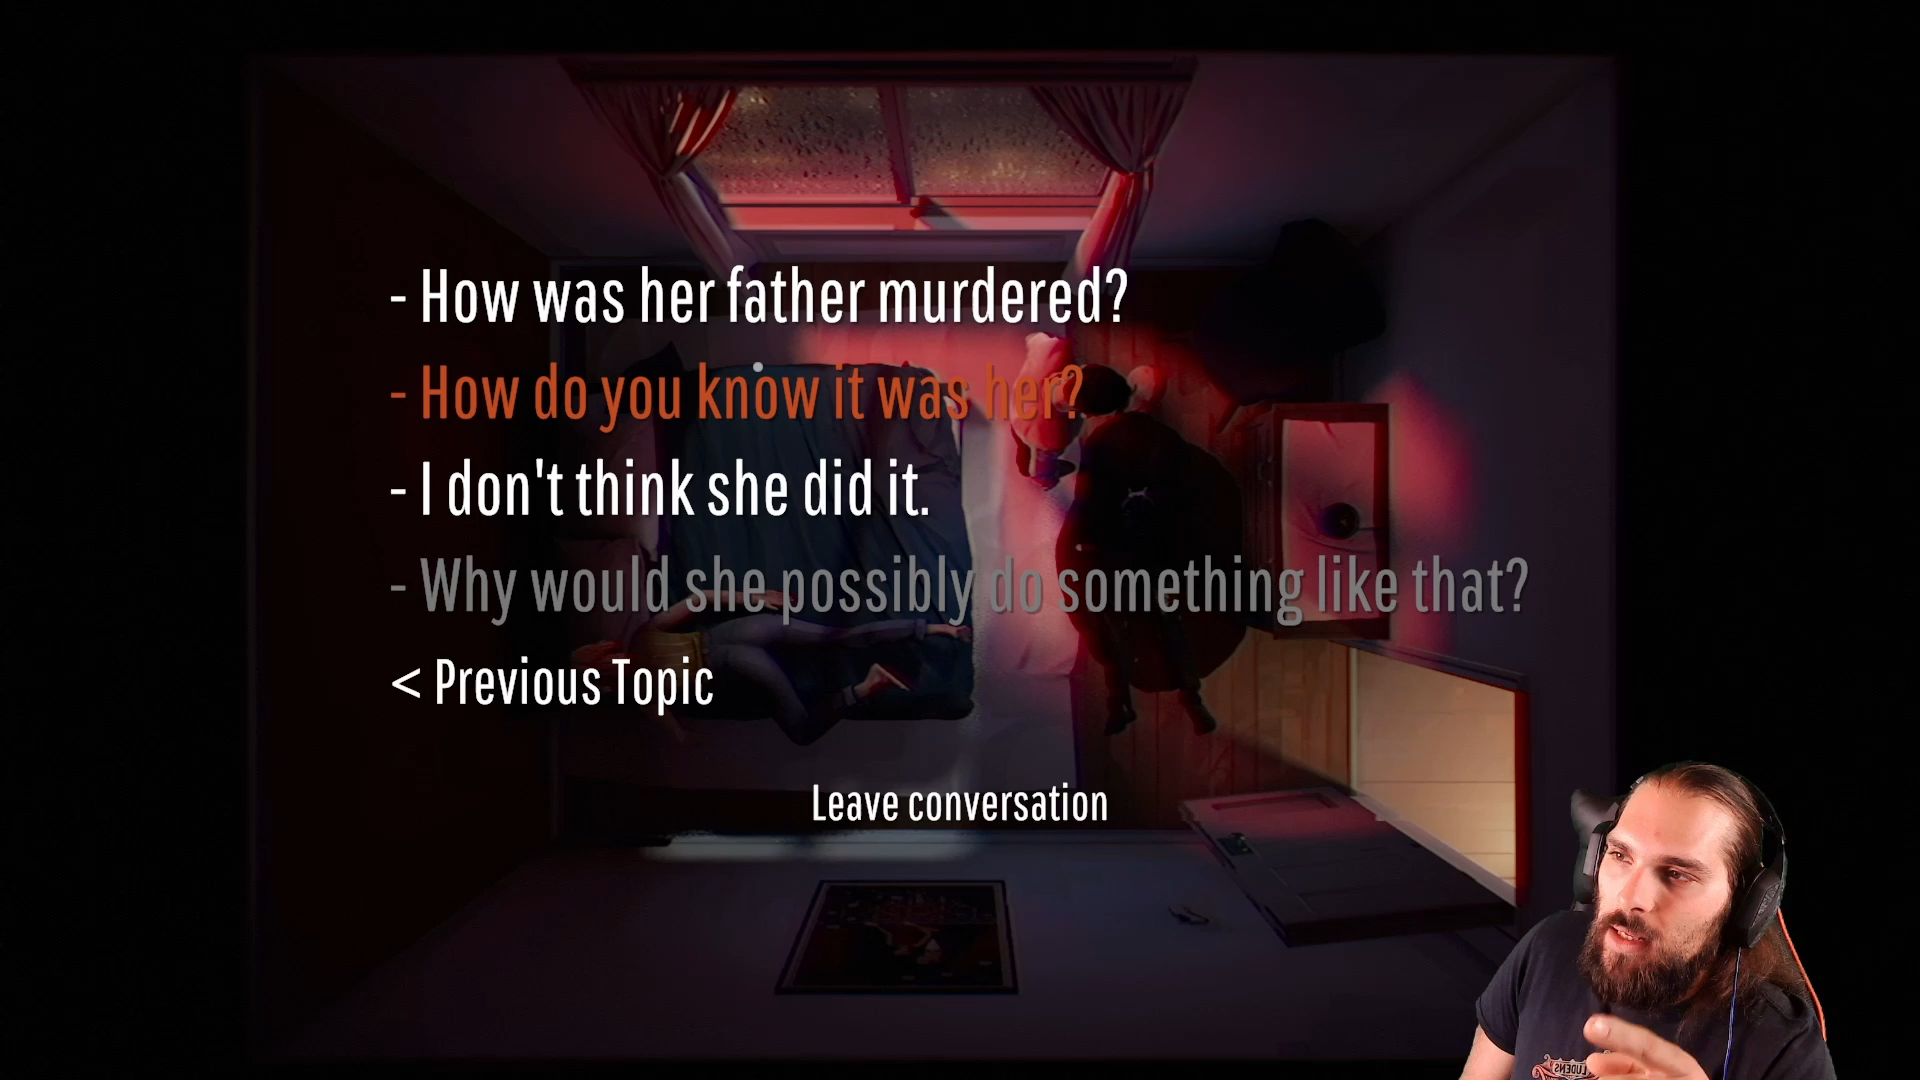 - How was her father murdered?
- How do you know it was her?
- I don't think she did it.
- Why would she possibly do something like that?
< Previous Topic
Leave conversation
LUDENS